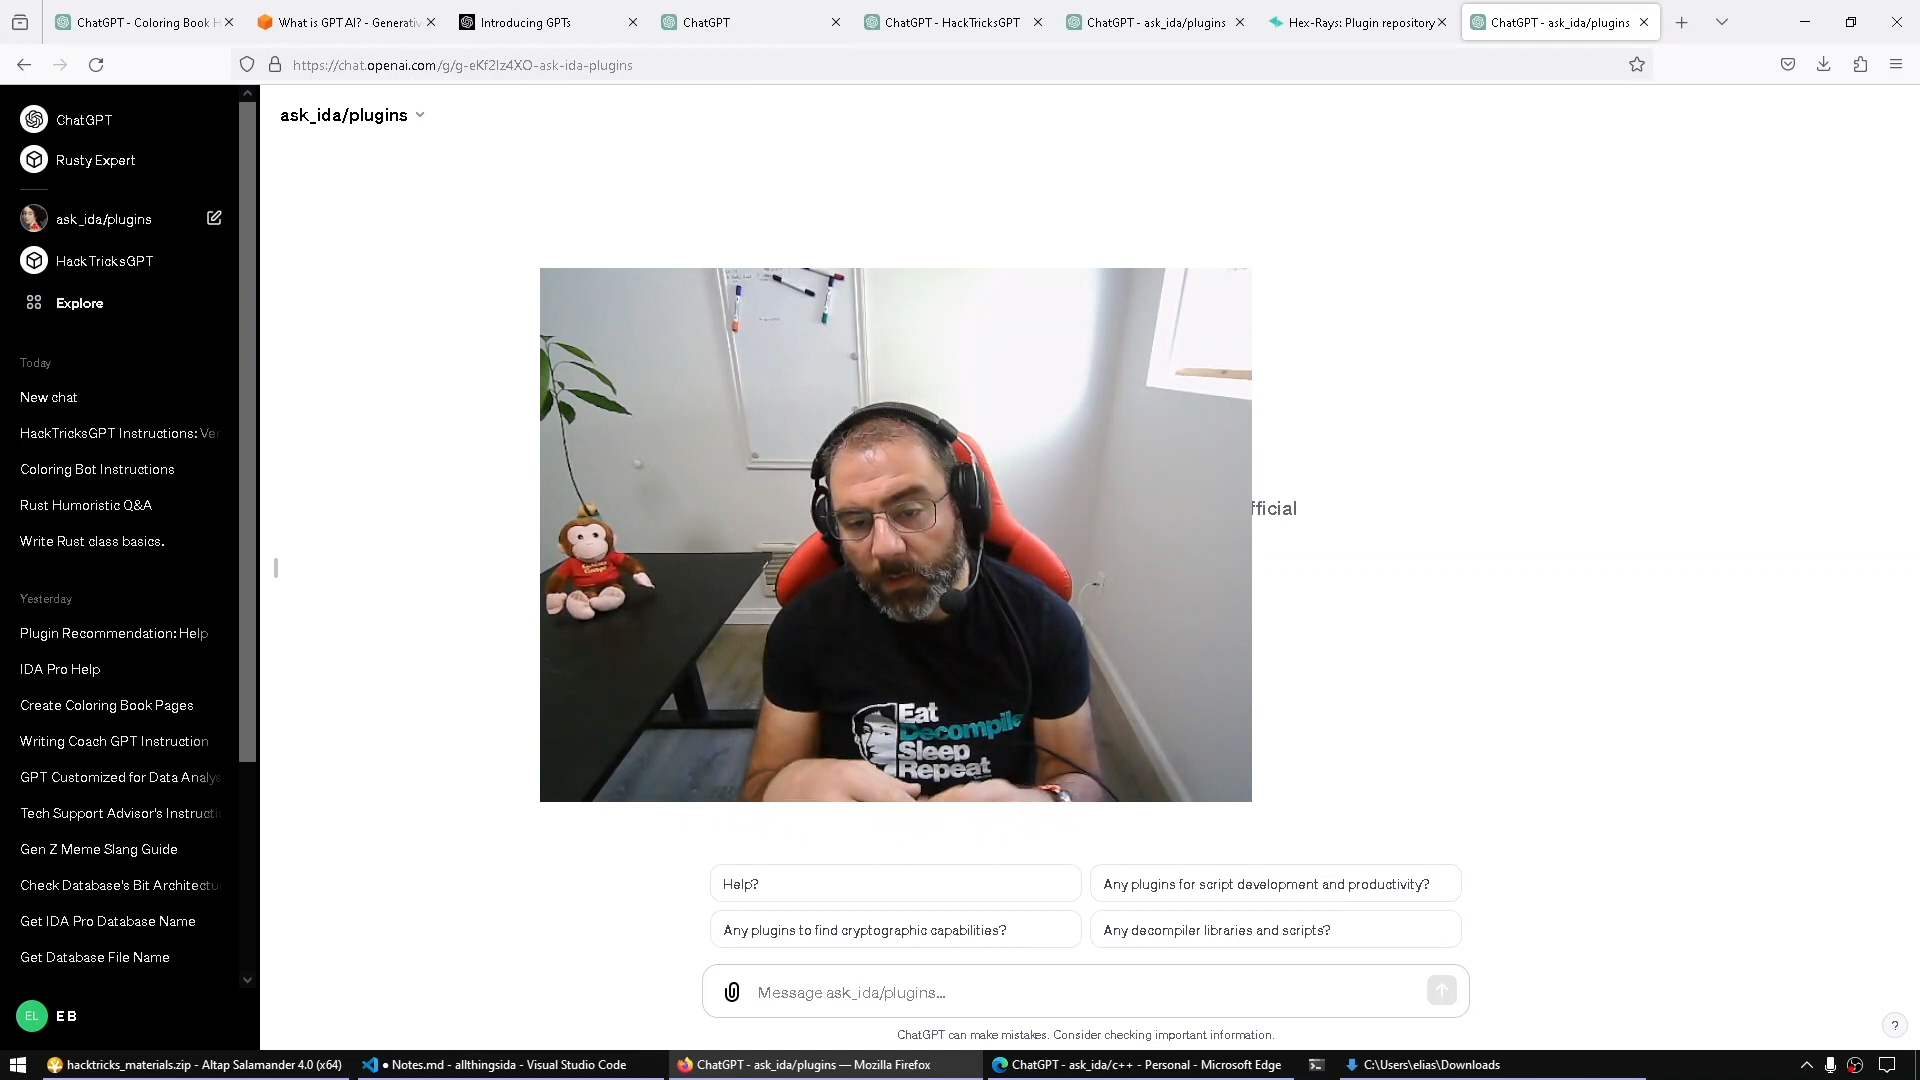 ChatGPT - Coloring Book H
What is GPT AI? - Generativ
Introducing GPTs
ChatGPT
ChatGPT - HackTricksGPT
ChatGPT - ask_ida/plugins
Hex-Rays: Plugin repository
ChatGPT - ask_ida/plugins
https://chat.openai.com/g/g-eKf2Iz4XO-ask-ida-plugins
ChatGPT
Rusty Expert
ask_ida/plugins
HackTricksGPT
Explore
Today
New chat
HackTricksGPT Instructions: Ver
Coloring Bot Instructions
Rust Humoristic Q&A
Write Rust class basics.
Yesterday
Plugin Recommendation: Help
IDA Pro Help
Create Coloring Book Pages
Writing Coach GPT Instruction
GPT Customized for Data Analys
Tech Support Advisor's Instructio
Gen Z Meme Slang Guide
Check Database's Bit Architectu
Get IDA Pro Database Name
Get Database File Name
EL
E B
ask_ida/plugins
fficial
Eat
Decompile
Sleep
Repeat
Help?
Any plugins for script development and productivity?
Any plugins to find cryptographic capabilities?
Any decompiler libraries and scripts?
Message ask_ida/plugins...
ChatGPT can make mistakes. Consider checking important information.
?
hacktricks_materials.zip - Altap Salamander 4.0 (x64)
● Notes.md - allthingsida - Visual Studio Code
ChatGPT - ask_ida/plugins — Mozilla Firefox
ChatGPT - ask_ida/c++ - Personal - Microsoft Edge
C:\Users\elias\Downloads